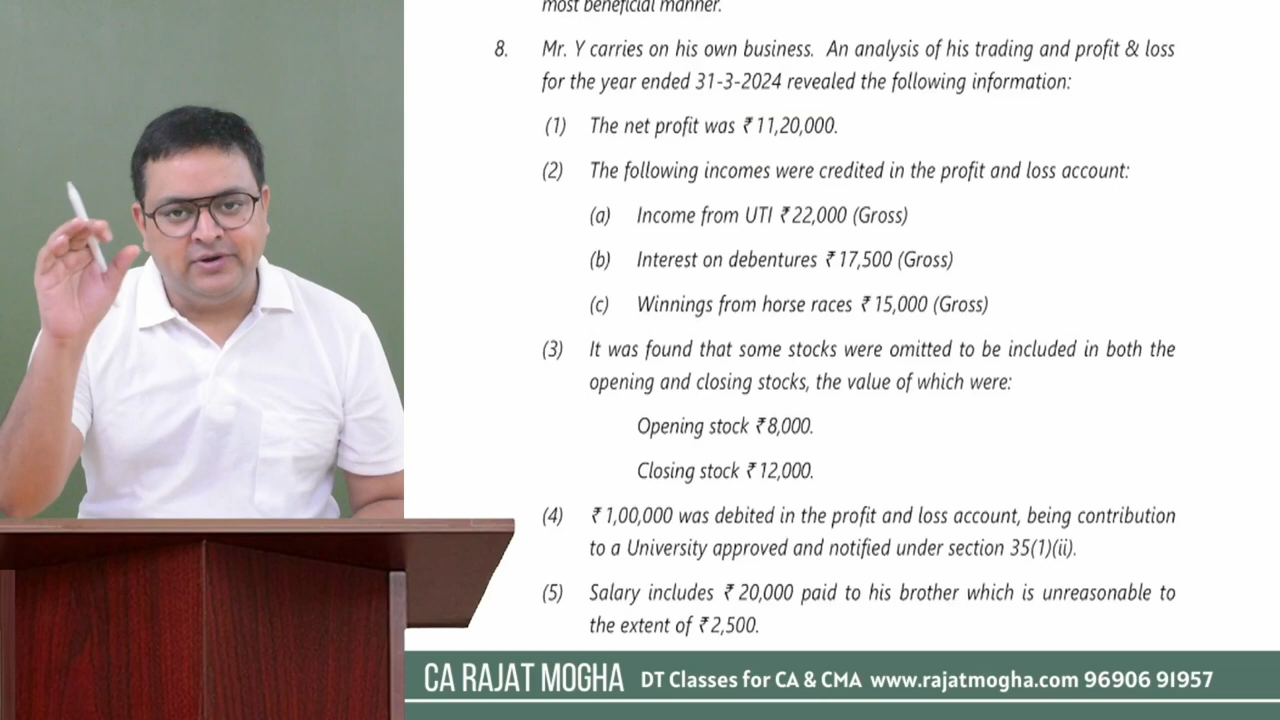 most beneficial manner.
8. Mr. Y carries on his own business. An analysis of his trading and profit & loss
for the year ended 31-3-2024 revealed the following information:
(1) The net profit was ₹ 11,20,000.
(2) The following incomes were credited in the profit and loss account:
(a) Income from UTI ₹ 22,000 (Gross)
(b) Interest on debentures ₹ 17,500 (Gross)
(c) Winnings from horse races ₹ 15,000 (Gross)
(3) It was found that some stocks were omitted to be included in both the
opening and closing stocks, the value of which were:
Opening stock ₹ 8,000.
Closing stock ₹ 12,000.
(4) ₹ 1,00,000 was debited in the profit and loss account, being contribution
to a University approved and notified under section 35(1)(ii).
(5) Salary includes ₹ 20,000 paid to his brother which is unreasonable to
the extent of ₹ 2,500.
CA RAJAT MOGHA DT Classes for CA & CMA www.rajatmogha.com 96906 91957